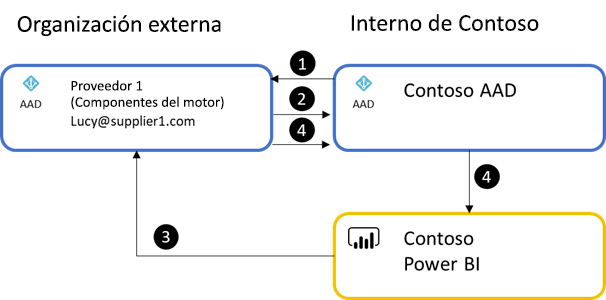 Organización externa
Interno de Contoso
AAD
Proveedor 1
(Componentes del motor)
Lucy@supplier1.com
1
2
4
AAD
Contoso AAD
4
3
Contoso
Power BI